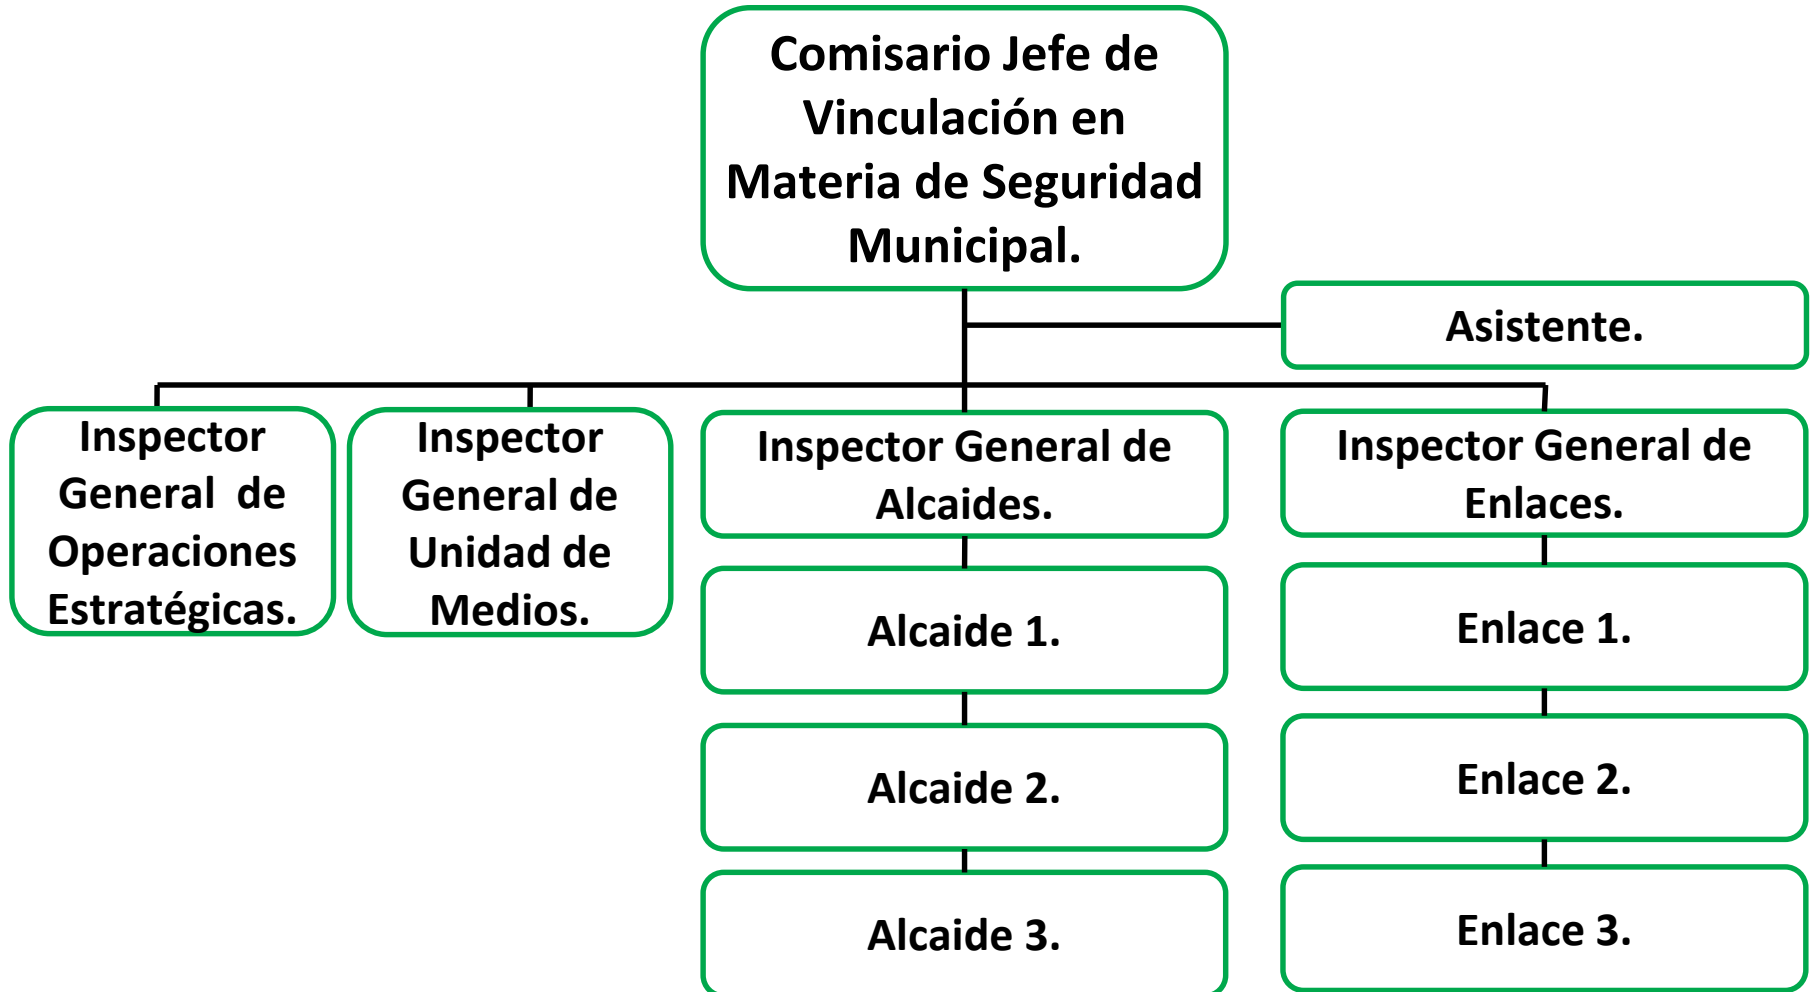 Comisario Jefe de
Vinculación en
Materia de Seguridad
Municipal.
Asistente.
Inspector
General  de
Operaciones
Estratégicas.
Inspector
General de
Unidad de
Medios.
Inspector General de
Alcaides.
Inspector General de
Enlaces.
Alcaide 1.
Enlace 1.
Alcaide 2.
Enlace 2.
Alcaide 3.
Enlace 3.